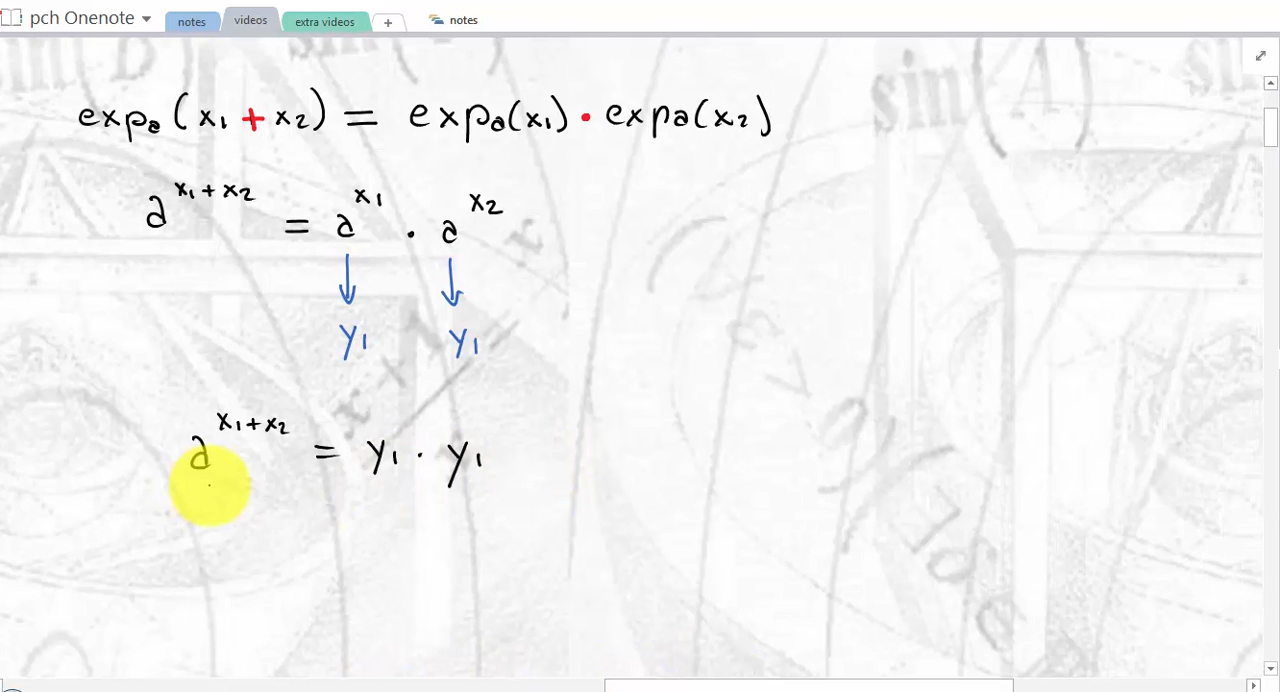 pch Onenote
notes videos extra videos + notes
expₐ(x₁ + x₂) = expₐ(x₁) · expa(x₂)
a^(x₁ + x₂) = a^x₁ · a^x₂
y₁ y₁
a^(x₁+x₂) = y₁ · y₁